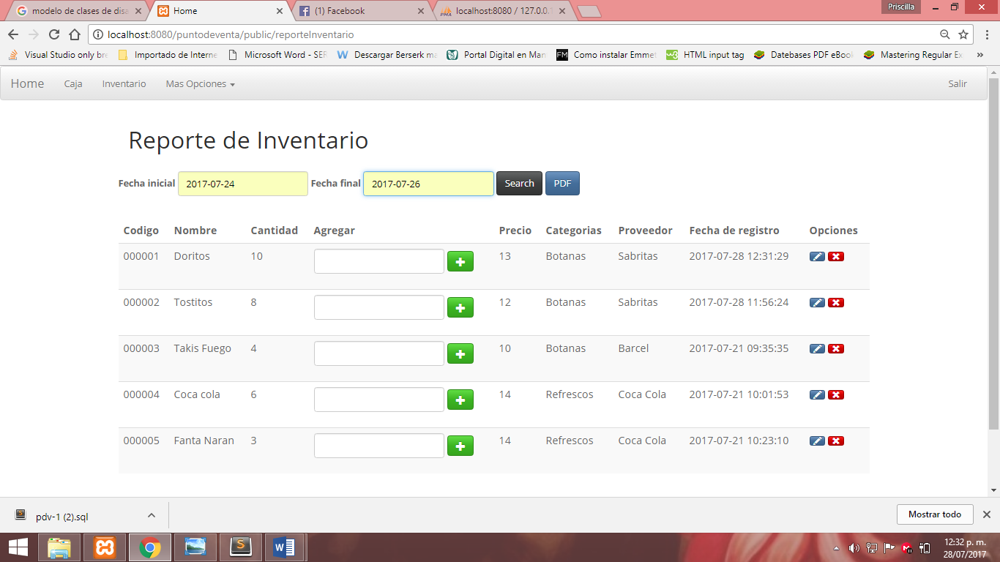 modelo de clases de disa
Home
(1) Facebook
localhost:8080 / 127.0.0.1
Priscilla
localhost:8080/puntodeventa/public/reporteInventario
Visual Studio only bre
Importado de Interne
Microsoft Word - SEP
Descargar Berserk ma
Portal Digital en Man
FM
Como instalar Emmet
HTML input tag
Datebases PDF eBook
Mastering Regular Ex
Home
Caja
Inventario
Mas Opciones
Salir
Reporte de Inventario
Fecha inicial 2017-07-24 Fecha final 2017-07-26 Search PDF
Codigo Nombre Cantidad Agregar Precio Categorias Proveedor Fecha de registro Opciones
000001 Doritos 10 13 Botanas Sabritas 2017-07-28 12:31:29
000002 Tostitos 8 12 Botanas Sabritas 2017-07-28 11:56:24
000003 Takis Fuego 4 10 Botanas Barcel 2017-07-21 09:35:35
000004 Coca cola 6 14 Refrescos Coca Cola 2017-07-21 10:01:53
000005 Fanta Naran 3 14 Refrescos Coca Cola 2017-07-21 10:23:10
pdv-1 (2).sql
Mostrar todo
12:32 p. m.
28/07/2017